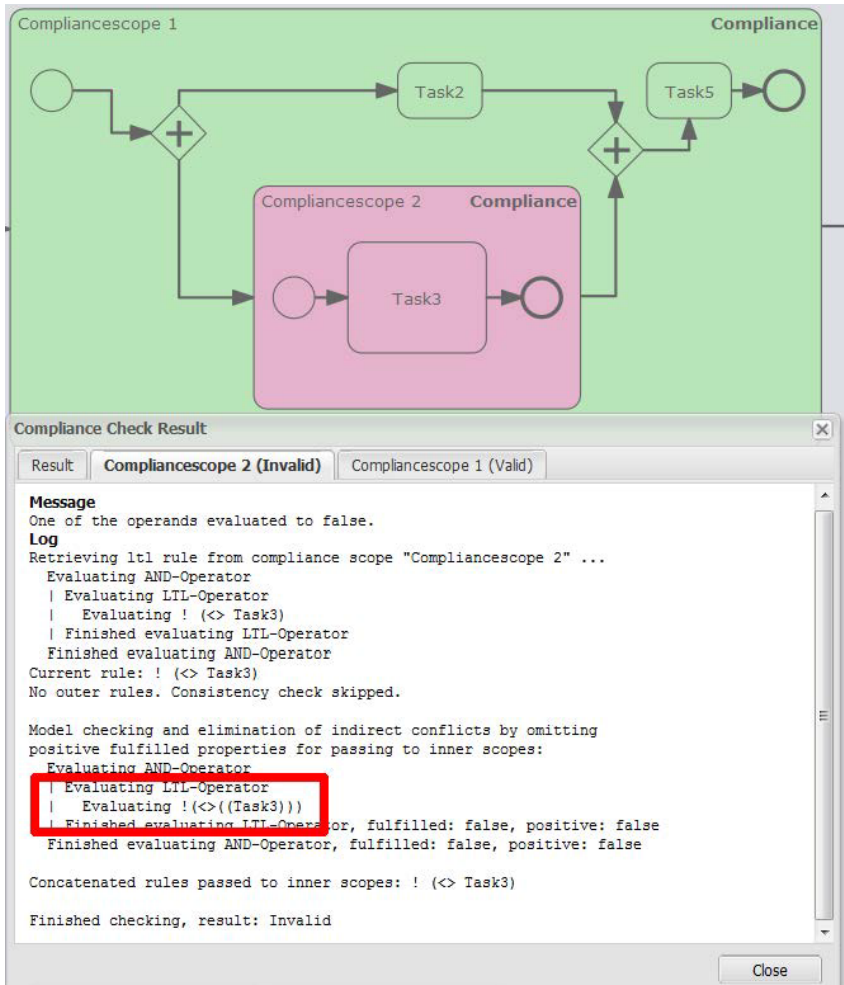 Compliancescope 1 Compliance
Task2 Task5
Compliancescope 2 Compliance
Task3
Compliance Check Result
Result Compliancescope 2 (Invalid) Compliancescope 1 (Valid)
Message
One of the operands evaluated to false.
Log
Retrieving ltl rule from compliance scope "Compliancescope 2" ...
Evaluating AND-Operator
| Evaluating LTL-Operator
| Evaluating ! (<> Task3)
| Finished evaluating LTL-Operator
Finished evaluating AND-Operator
Current rule: ! (<> Task3)
No outer rules. Consistency check skipped.
Model checking and elimination of indirect conflicts by omitting
positive fulfilled properties for passing to inner scopes:
Evaluating AND-Operator
| Evaluating LTL-Operator
| Evaluating !(<>((Task3)))
| Finished evaluating LTL-Operator, fulfilled: false, positive: false
Finished evaluating AND-Operator, fulfilled: false, positive: false
Concatenated rules passed to inner scopes: ! (<> Task3)
Finished checking, result: Invalid
Close